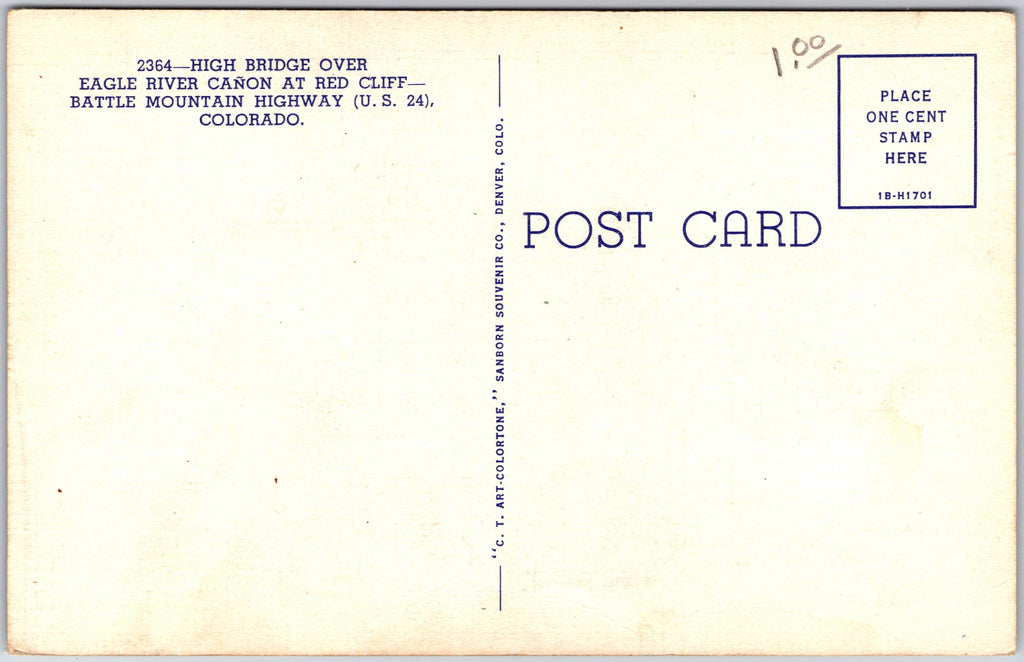 2364—HIGH BRIDGE OVER
EAGLE RIVER CAÑON AT RED CLIFF—
BATTLE MOUNTAIN HIGHWAY (U. S. 24),
COLORADO.
"C. T. ART-COLORTONE," SANBORN SOUVENIR CO., DENVER, COLO.
1.00
PLACE
ONE CENT
STAMP
HERE
1B-H1701
POST CARD